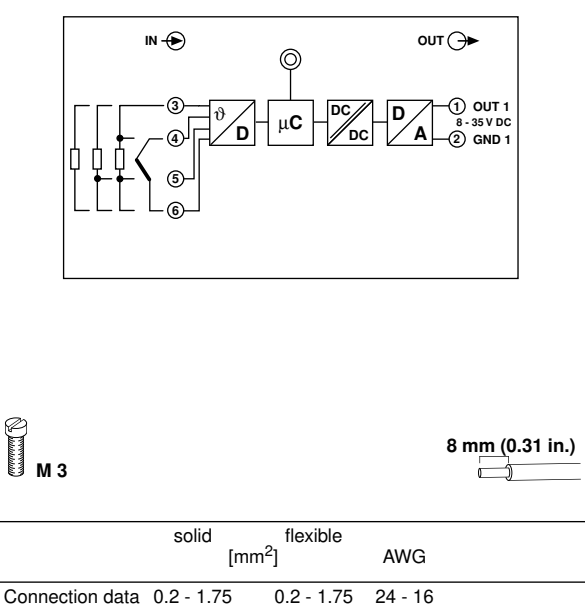 IN OUT
3 ϑ DC D 1 OUT 1
8 - 35 V DC
4 D µC DC A 2 GND 1
5
6
M 3
8 mm (0.31 in.)
solid flexible
[mm2] AWG
Connection data 0.2 - 1.75 0.2 - 1.75 24 - 16